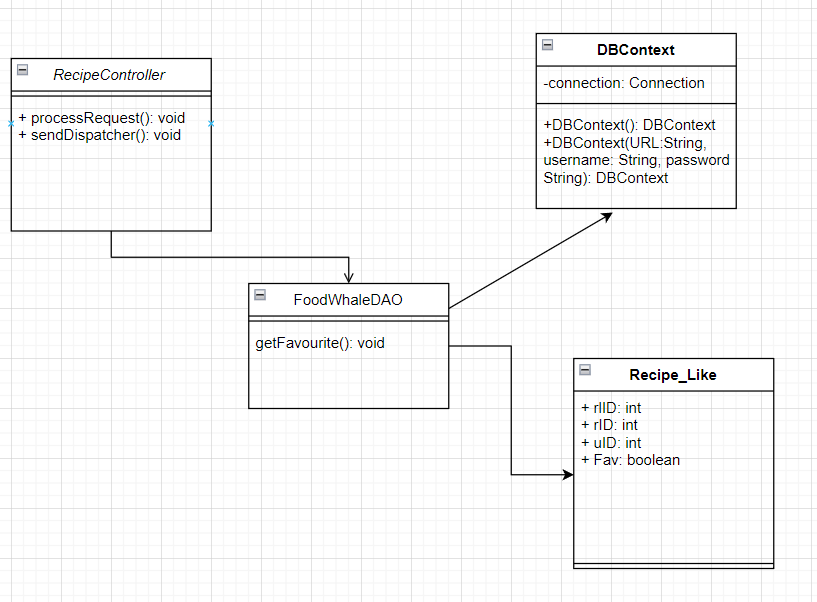 RecipeController
+ processRequest(): void
+ sendDispatcher(): void
DBContext
-connection: Connection
+DBContext(): DBContext
+DBContext(URL:String,
username: String, password
String): DBContext
FoodWhaleDAO
getFavourite(): void
Recipe_Like
+ rlID: int
+ rID: int
+ uID: int
+ Fav: boolean